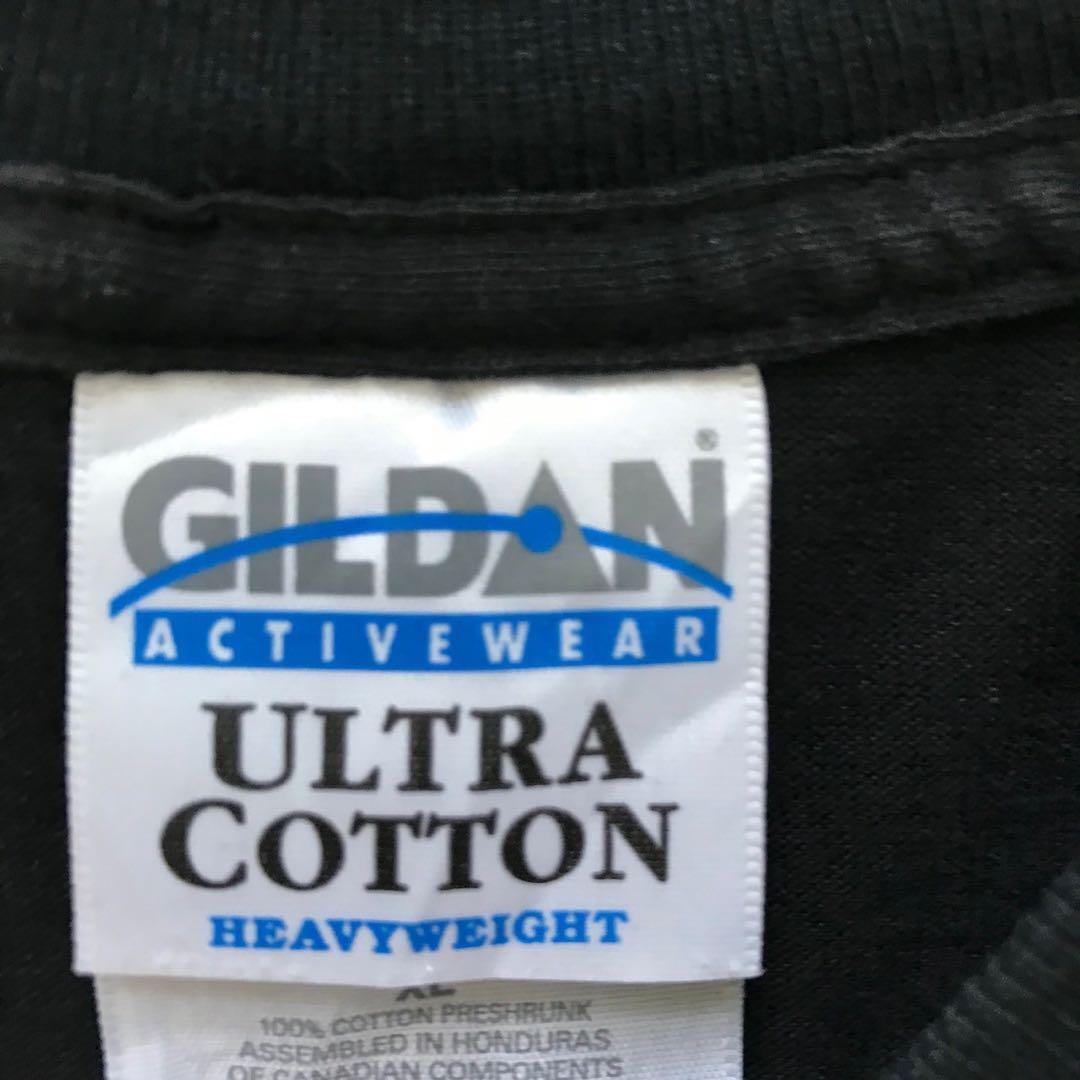 GILDAN®
ACTIVEWEAR
ULTRA
COTTON
HEAVYWEIGHT
XL
100% COTTON PRESHRUNK
ASSEMBLED IN HONDURAS
OF CANADIAN COMPONENTS